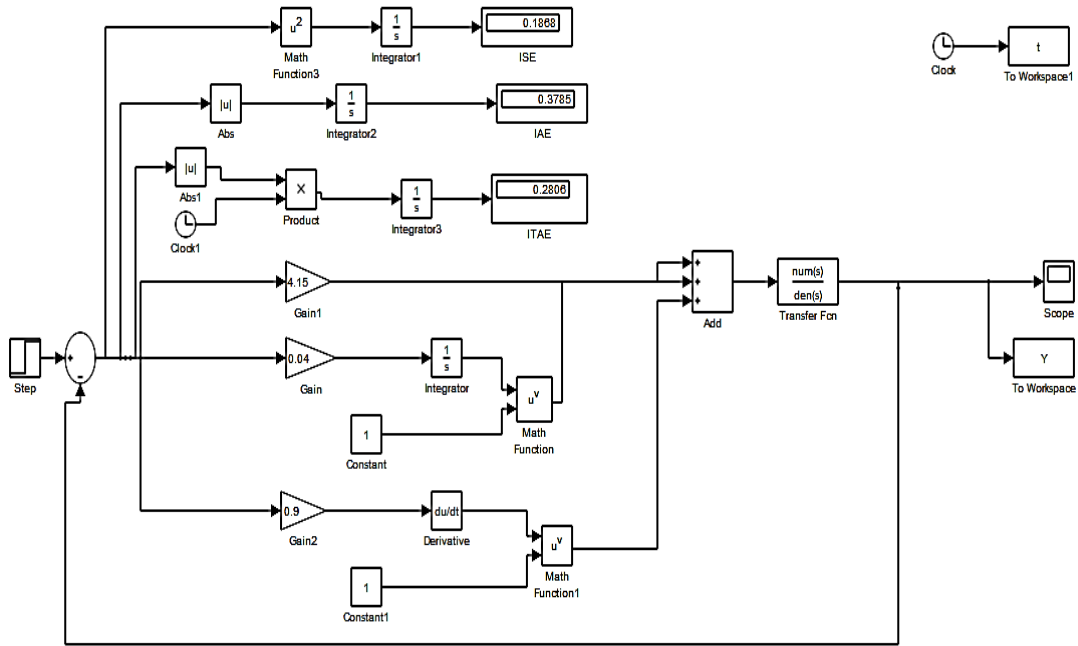 u2
Math
Function3
1
s
Integrator1
0.1868
ISE
Clock
t
To Workspace1
|u|
Abs
1
s
Integrator2
0.3785
IAE
|u|
Abs1
Clock1
×
Product
1
s
Integrator3
0.2806
ITAE
4.15
Gain1
+
+
+
Add
num(s)
den(s)
Transfer Fcn
Scope
Step
+
-
0.04
Gain
1
s
Integrator
uv
Math
Function
1
Constant
Y
To Workspace
0.9
Gain2
du/dt
Derivative
uv
Math
Function1
1
Constant1